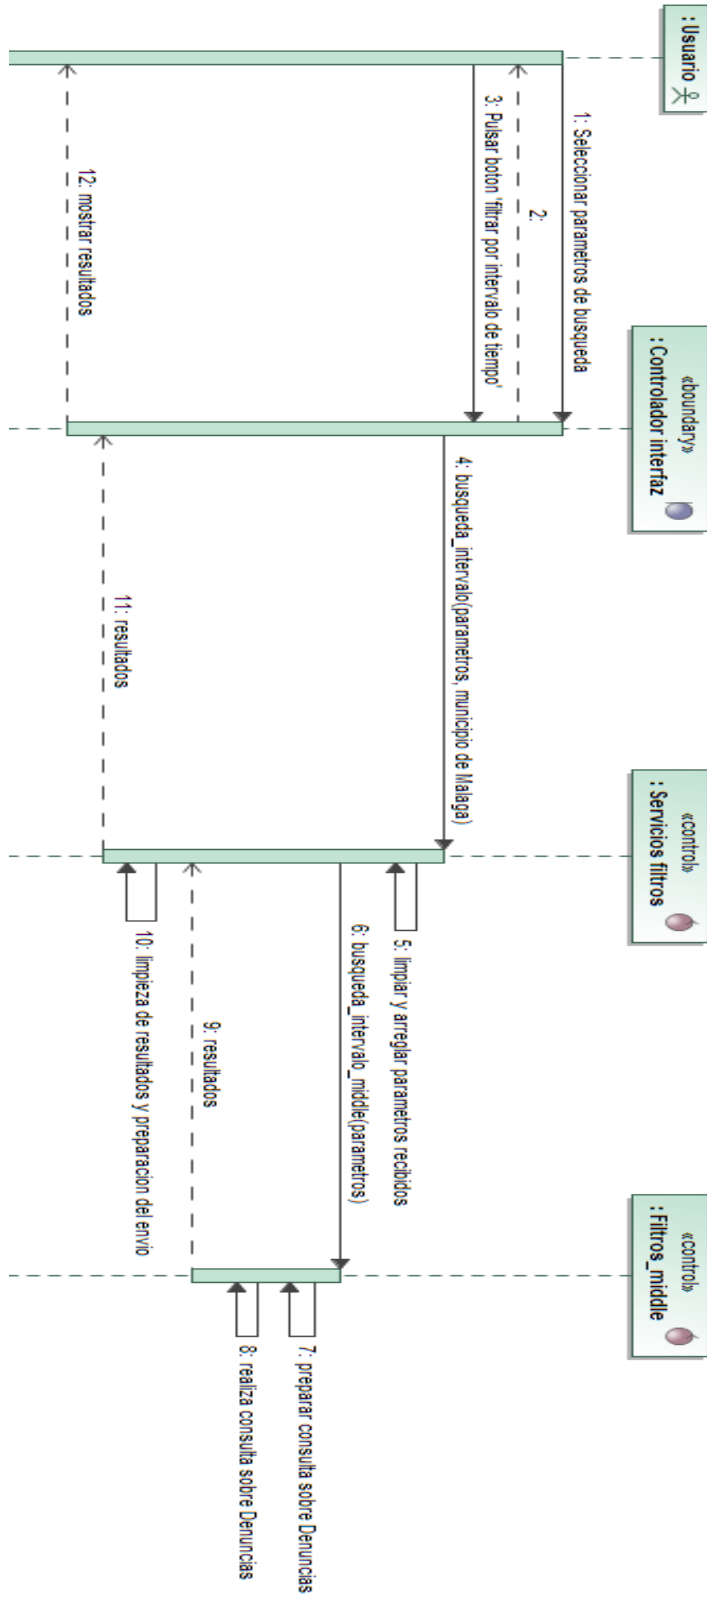 : Usuario
«boundary»
: Controlador interfaz
«control»
: Servicios filtros
«control»
: Filtros_middle
1: Seleccionar parametros de busqueda
2:
3: Pulsar boton 'filtrar por intervalo de tiempo'
4: busqueda_intervalo(parametros, municipio de Malaga)
5: limpiar y arreglar parametros recibidos
6: busqueda_intervalo_middle(parametros)
7: preparar consulta sobre Denuncias
8: realiza consulta sobre Denuncias
9: resultados
10: limpieza de resultados y preparacion del envio
11: resultados
12: mostrar resultados